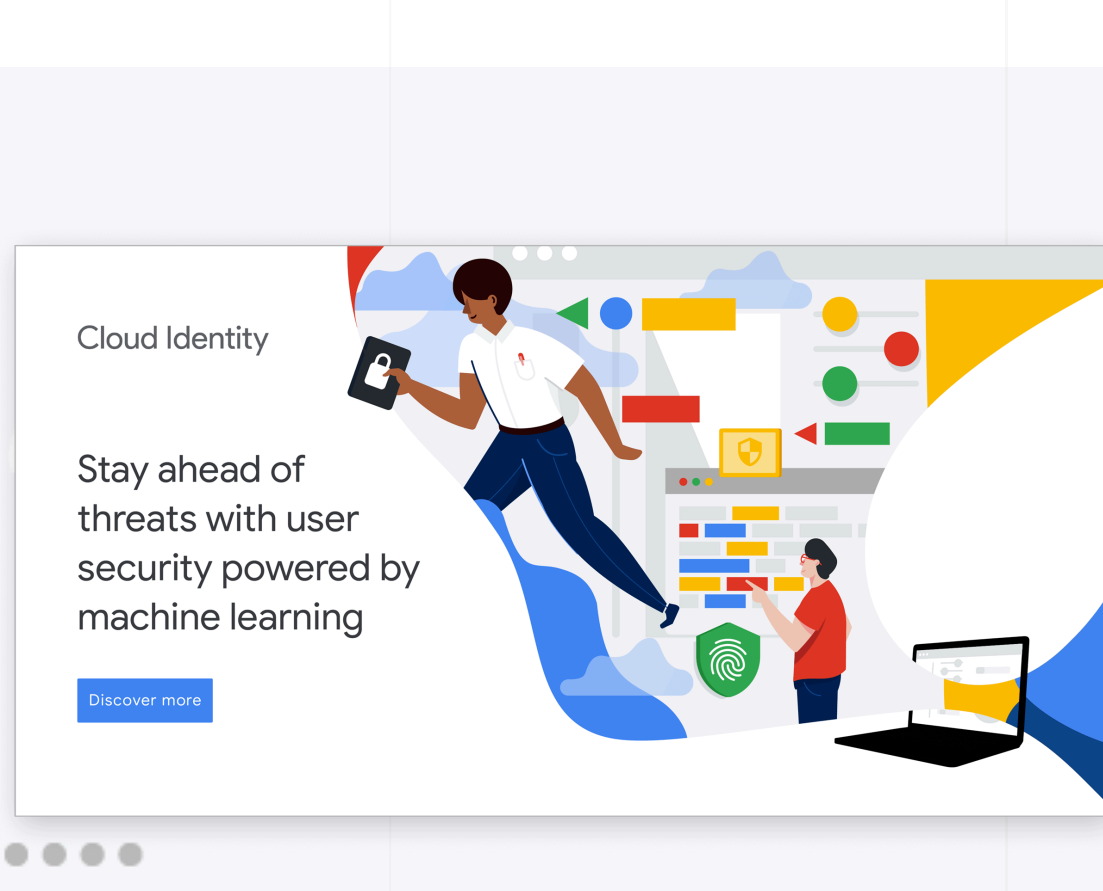 Cloud Identity
Stay ahead of
threats with user
security powered by
machine learning
Discover more